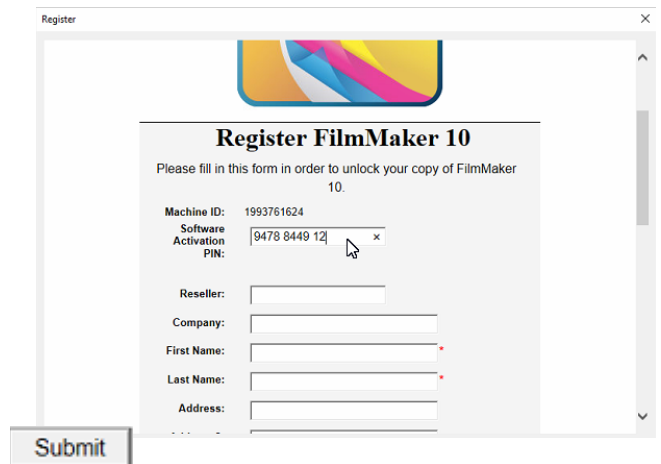 Register
Register FilmMaker 10
Please fill in this form in order to unlock your copy of FilmMaker
10.
Machine ID: 1993761624
Software
Activation
PIN:
9478 8449 12
Reseller:
Company:
First Name: *
Last Name: *
Address:
Submit